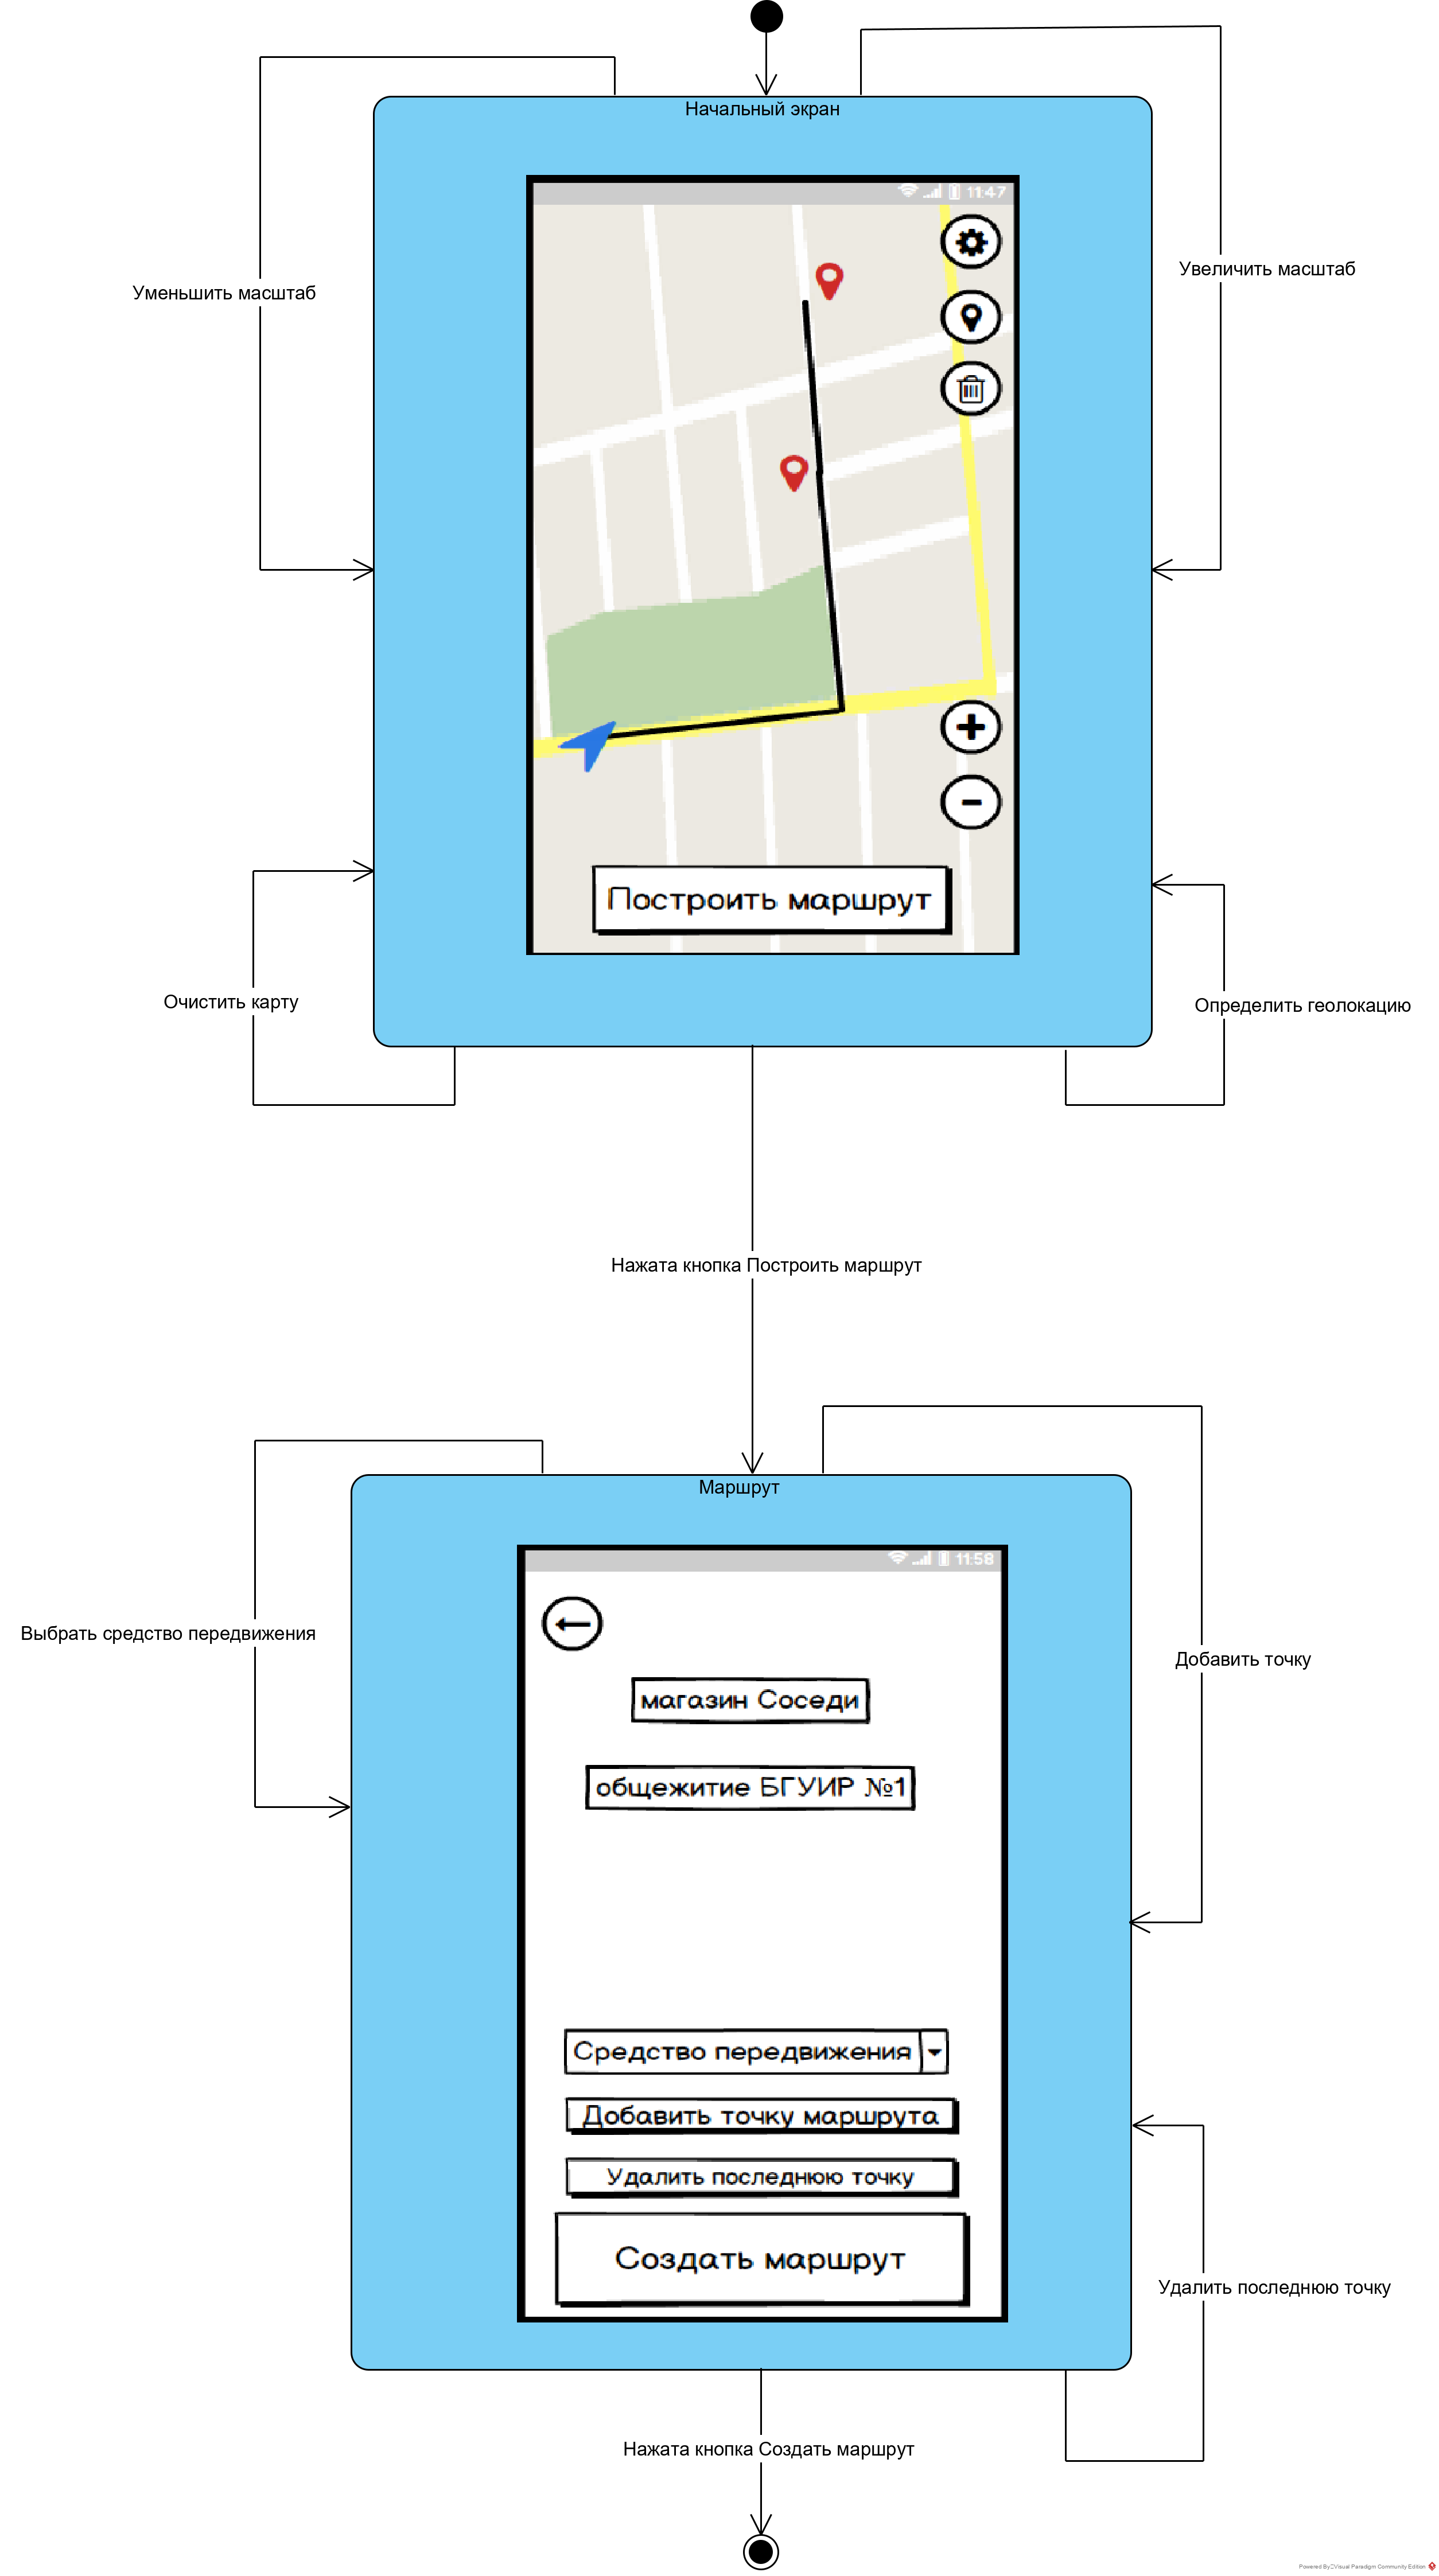 Начальный экран
11:47
Уменьшить масштаб
Увеличить масштаб
Построить маршрут
Очистить карту
Определить геолокацию
Нажата кнопка Построить маршрут
Маршрут
11:58
Выбрать средство передвижения
Добавить точку
магазин Соседи
общежитие БГУИР №1
Средство передвижения
Добавить точку маршрута
Удалить последнюю точку
Создать маршрут
Удалить последнюю точку
Нажата кнопка Создать маршрут
Powered By Visual Paradigm Community Edition